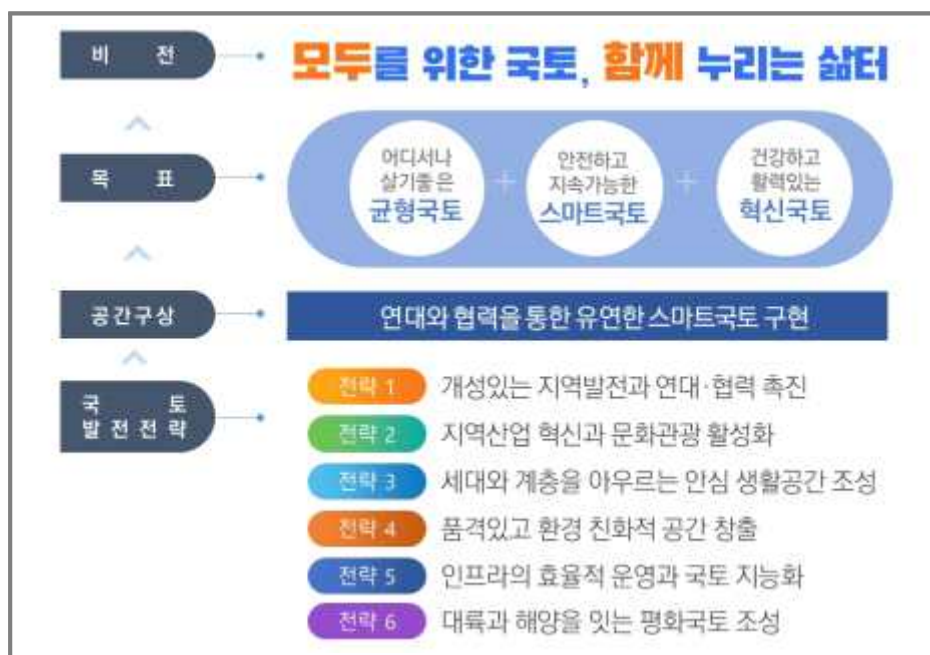 비 전
모두를 위한 국토, 함께 누리는 삶터
목 표
어디서나
살기좋은
균형국토
+
안전하고
지속가능한
스마트국토
+
건강하고
활력있는
혁신국토
공간구상
연대와 협력을 통한 유연한 스마트국토 구현
국 토
발전전략
전략 1 개성있는 지역발전과 연대·협력 촉진
전략 2 지역산업 혁신과 문화관광 활성화
전략 3 세대와 계층을 아우르는 안심 생활공간 조성
전략 4 품격있고 환경 친화적 공간 창출
전략 5 인프라의 효율적 운영과 국토 지능화
전략 6 대륙과 해양을 잇는 평화국토 조성